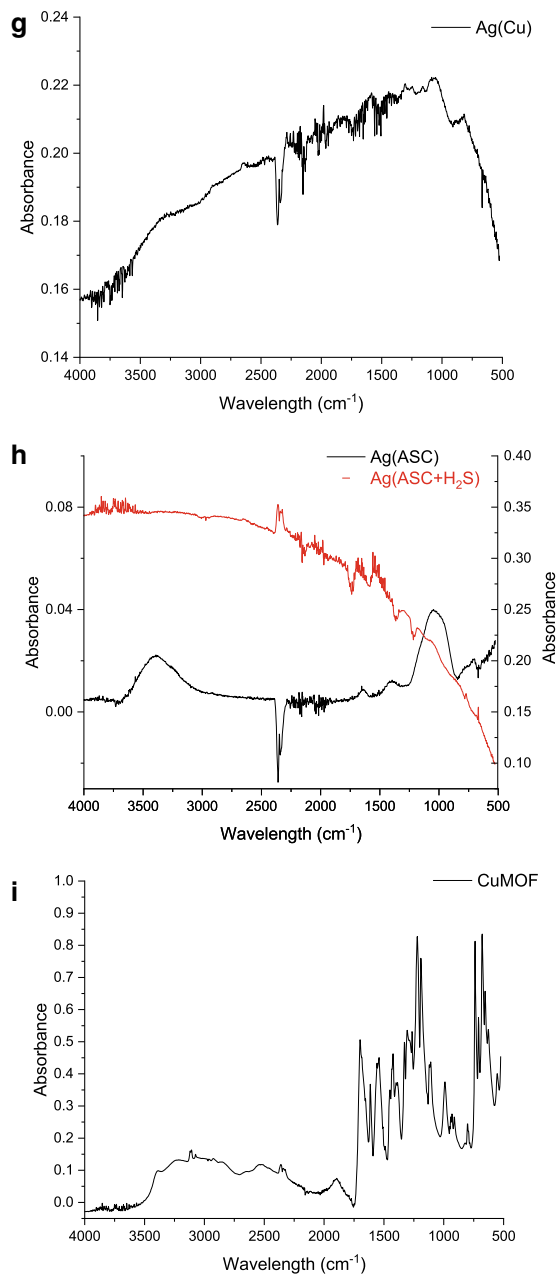 g
Ag(Cu)
0.24
0.22
0.20
0.18
0.16
0.14
Absorbance
4000 3500 3000 2500 2000 1500 1000 500
Wavelength (cm-1)
h
Ag(ASC)
Ag(ASC+H2S)
0.08
0.04
0.00
Absorbance
0.40
0.35
0.30
0.25
0.20
0.15
0.10
Absorbance
4000 3500 3000 2500 2000 1500 1000 500
Wavelength (cm-1)
i
CuMOF
1.0
0.9
0.8
0.7
0.6
0.5
0.4
0.3
0.2
0.1
0.0
Absorbance
4000 3500 3000 2500 2000 1500 1000 500
Wavelength (cm-1)